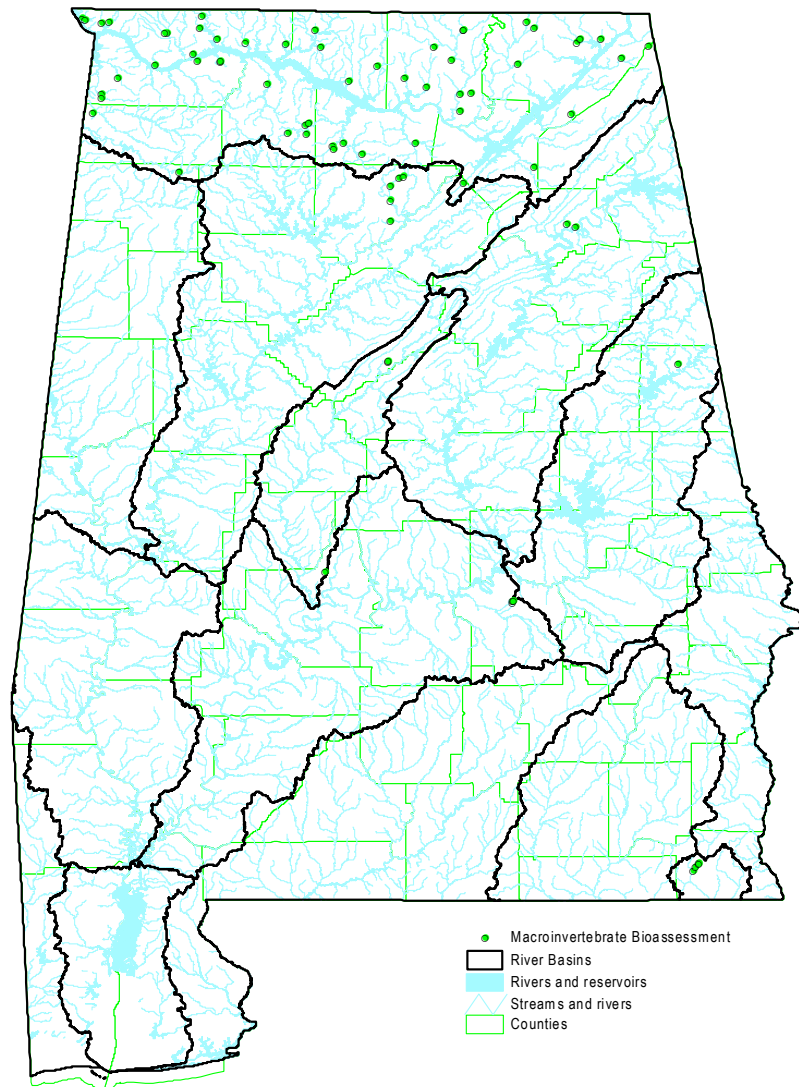 Macroinvertebrate Bioassessment
River Basins
Rivers and reservoirs
Streams and rivers
Counties